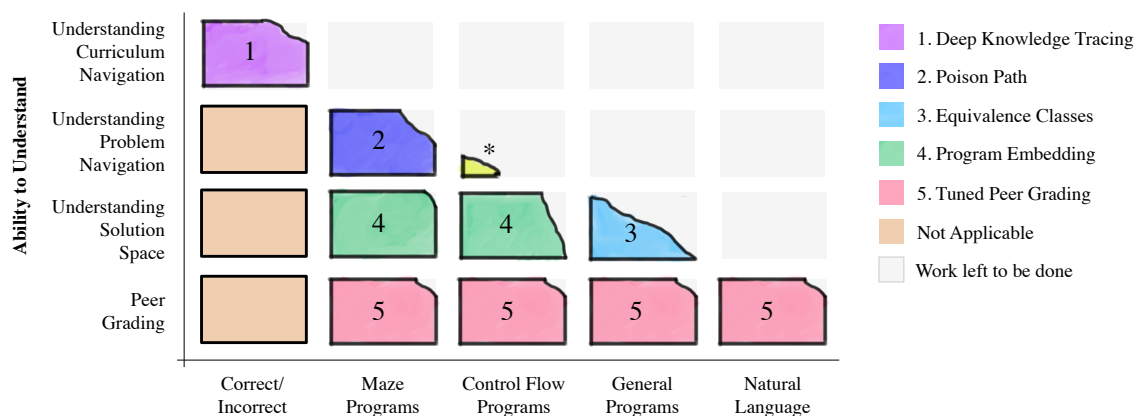 Understanding
Curriculum
Navigation
1
Understanding
Problem
Navigation
2
*
Understanding
Solution
Space
4
4
3
Peer
Grading
5
5
5
5
Ability to Understand
Correct/
Incorrect
Maze
Programs
Control Flow
Programs
General
Programs
Natural
Language
1. Deep Knowledge Tracing
2. Poison Path
3. Equivalence Classes
4. Program Embedding
5. Tuned Peer Grading
Not Applicable
Work left to be done